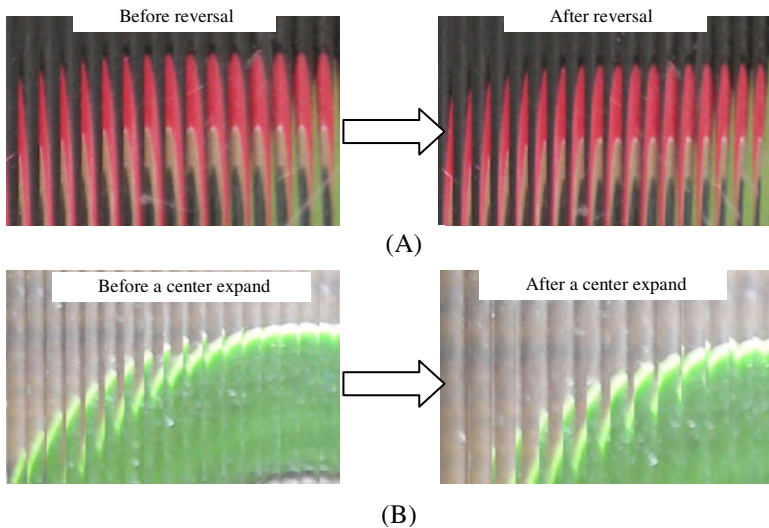 Before reversal
After reversal
(A)
Before a center expand
After a center expand
(B)